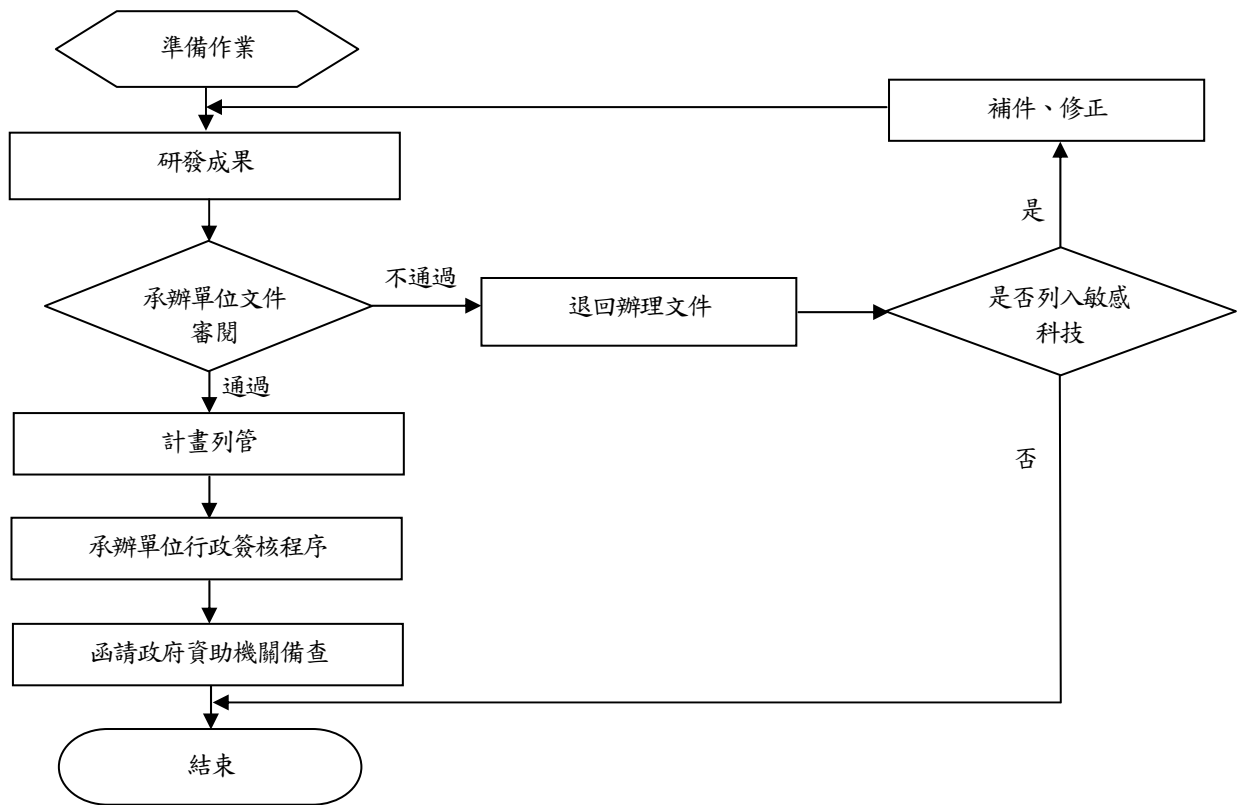 準備作業
補件、修正
研發成果
是
不通過
承辦單位文件
審閱
退回辦理文件
是否列入敏感
科技
通過
計畫列管
否
承辦單位行政簽核程序
函請政府資助機關備查
結束